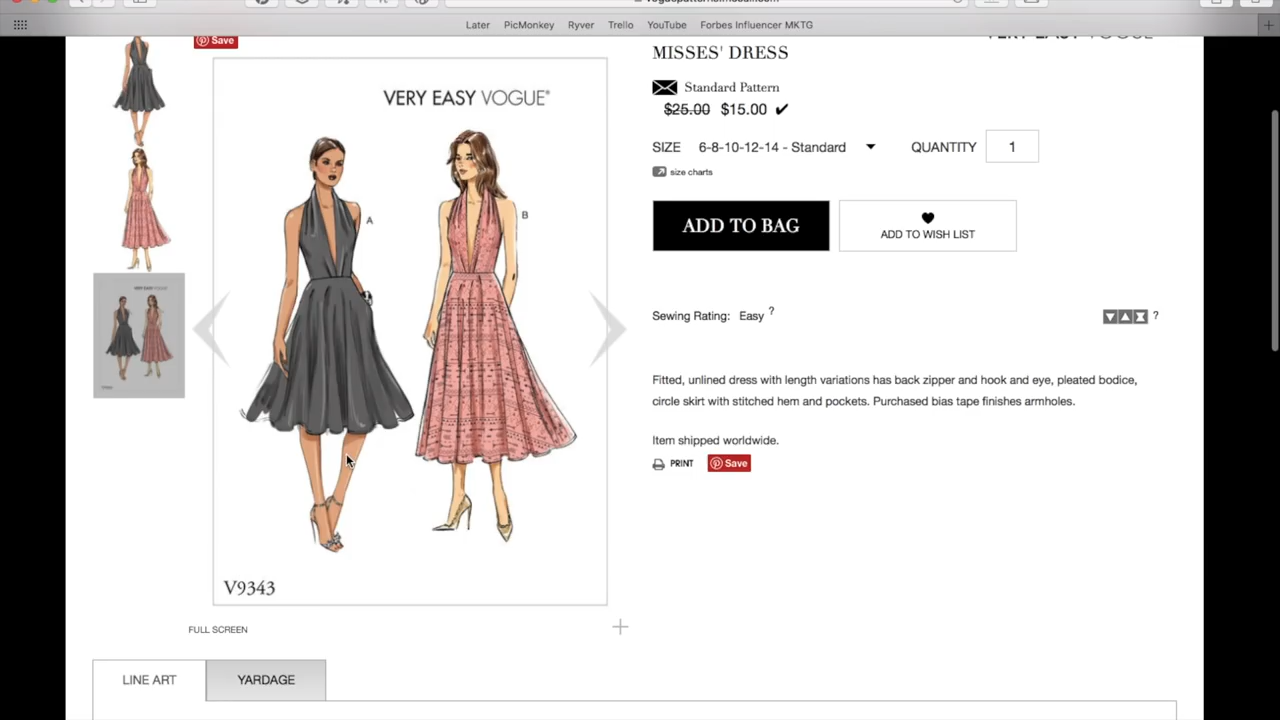 Later PicMonkey Ryver Trello YouTube Forbes Influencer MKTG
Save
MISSES' DRESS
Standard Pattern
$25.00 $15.00 ✔
SIZE 6-8-10-12-14 - Standard QUANTITY 1
size charts
ADD TO BAG
ADD TO WISH LIST
Sewing Rating: Easy ?
?
Fitted, unlined dress with length variations has back zipper and hook and eye, pleated bodice,
circle skirt with stitched hem and pockets. Purchased bias tape finishes armholes.
Item shipped worldwide.
PRINT Save
VERY EASY VOGUE®
A
B
V9343
FULL SCREEN
LINE ART YARDAGE